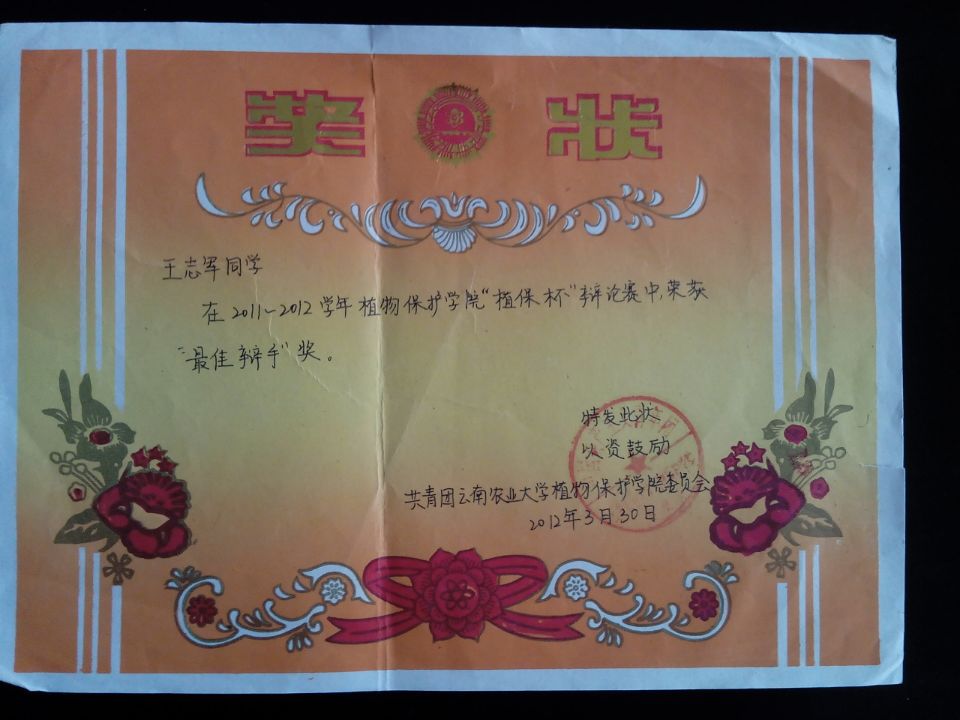 奖状
王志军同学
在2011~2012学年植物保护学院“植保杯”辩论赛中,荣获
“最佳辩手”奖。
特发此状
以资鼓励
共青团云南农业大学植物保护学院委员会
2012年3月30日